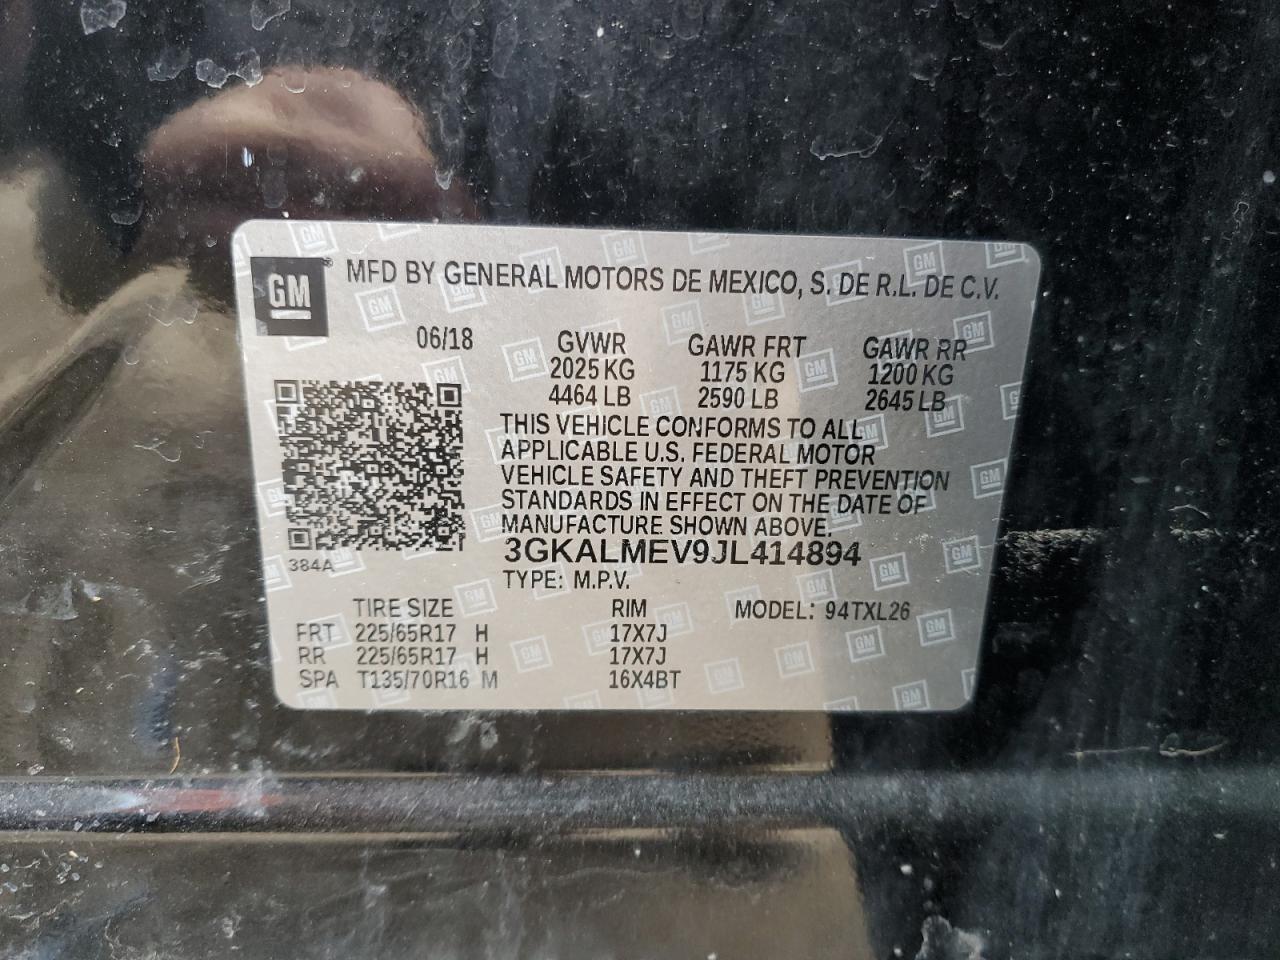 GM ® MFD BY GENERAL MOTORS DE MEXICO, S. DE R.L. DE C.V.
06/18 GVWR GAWR FRT GAWR RR
2025 KG 1175 KG 1200 KG
4464 LB 2590 LB 2645 LB
THIS VEHICLE CONFORMS TO ALL
APPLICABLE U.S. FEDERAL MOTOR
VEHICLE SAFETY AND THEFT PREVENTION
STANDARDS IN EFFECT ON THE DATE OF
MANUFACTURE SHOWN ABOVE.
3GKALMEV9JL414894
384A
TYPE: M.P.V.
TIRE SIZE RIM MODEL: 94TXL26
FRT 225/65R17 H 17X7J
RR 225/65R17 H 17X7J
SPA T135/70R16 M 16X4BT